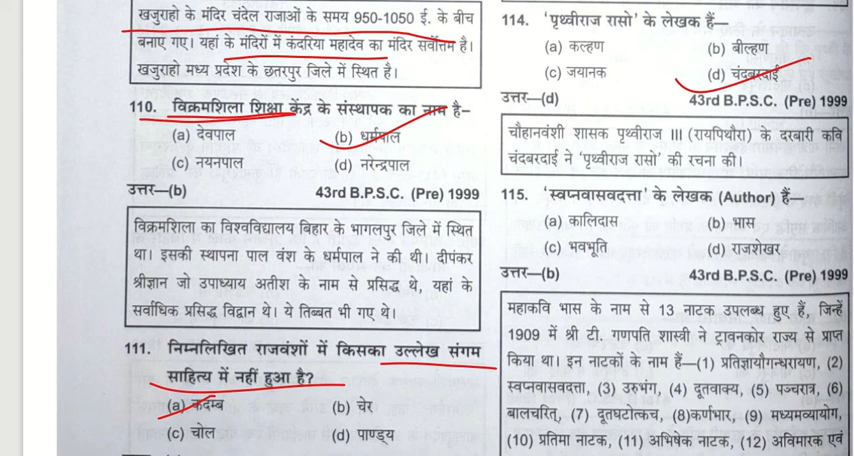 खजुराहो के मंदिर चंदेल राजाओं के समय 950-1050 ई. के बीच
बनाए गए। यहां के मंदिरों में कंदरिया महादेव का मंदिर सर्वोत्तम है।
खजुराहो मध्य प्रदेश के छतरपुर जिले में स्थित है।
110. विक्रमशिला शिक्षा केंद्र के संस्थापक का नाम है–
(a) देवपाल (b) धर्मपाल
(c) नयनपाल (d) नरेन्द्रपाल
उत्तर—(b) 43rd B.P.S.C. (Pre) 1999
विक्रमशिला का विश्वविद्यालय बिहार के भागलपुर जिले में स्थित
था। इसकी स्थापना पाल वंश के धर्मपाल ने की थी। दीपंकर
श्रीज्ञान जो उपाध्याय अतीश के नाम से प्रसिद्ध थे, यहां के
सर्वाधिक प्रसिद्ध विद्वान थे। ये तिब्बत भी गए थे।
111. निम्नलिखित राजवंशों में किसका उल्लेख संगम
साहित्य में नहीं हुआ है?
(a) कदम्ब (b) चेर
(c) चोल (d) पाण्ड्य
114. 'पृथ्वीराज रासो' के लेखक हैं—
(a) कल्हण (b) बील्हण
(c) जयानक (d) चंदबरदाई
उत्तर—(d) 43rd B.P.S.C. (Pre) 1999
चौहानवंशी शासक पृथ्वीराज III (रायपिथौरा) के दरबारी कवि
चंदबरदाई ने 'पृथ्वीराज रासो' की रचना की।
115. 'स्वप्नवासवदत्ता' के लेखक (Author) हैं—
(a) कालिदास (b) भास
(c) भवभूति (d) राजशेखर
उत्तर—(b) 43rd B.P.S.C. (Pre) 1999
महाकवि भास के नाम से 13 नाटक उपलब्ध हुए हैं, जिन्हें
1909 में श्री टी. गणपति शास्त्री ने ट्रावनकोर राज्य से प्राप्त
किया था। इन नाटकों के नाम हैं—(1) प्रतिज्ञायौगन्धरायण, (2)
स्वप्नवासवदत्ता, (3) उरुभंग, (4) दूतवाक्य, (5) पञ्चरात्र, (6)
बालचरित्, (7) दूतघटोत्कच, (8)कर्णभार, (9) मध्यमव्यायोग,
(10) प्रतिमा नाटक, (11) अभिषेक नाटक, (12) अविमारक एवं